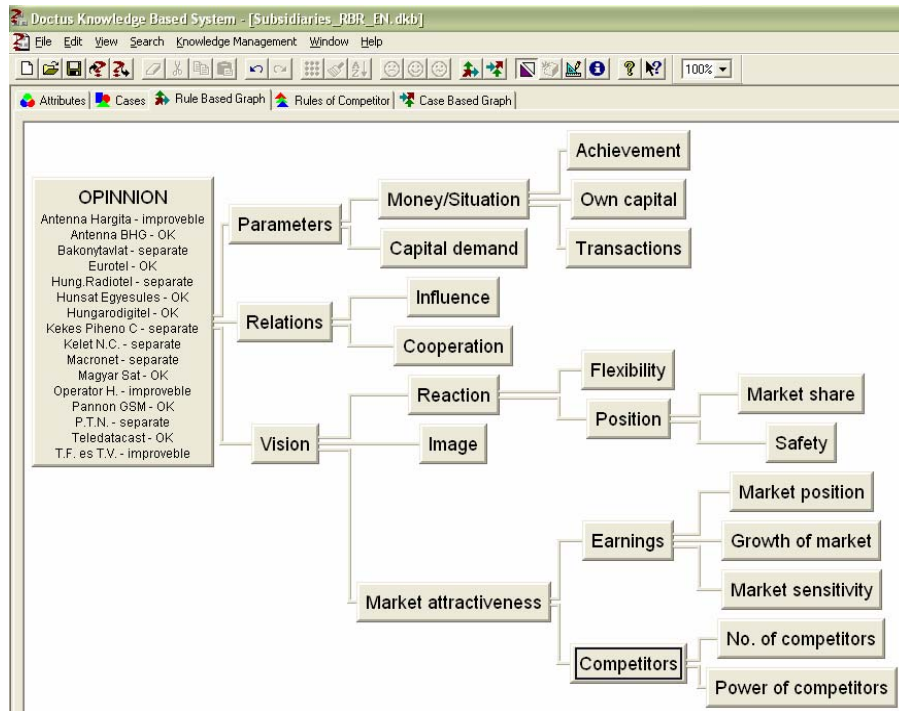 Doctus Knowledge Based System - [Subsidiaries_RBR_EN.dkb]
File Edit View Search Knowledge Management Window Help
100%
Attributes Cases Rule Based Graph Rules of Competitor Case Based Graph
OPINNION
Antenna Hargita - improveble
Antenna BHG - OK
Bakonytavlat - separate
Eurotel - OK
Hung.Radiotel - separate
Hunsat Egyesules - OK
Hungarodigitel - OK
Kekes Piheno C - separate
Kelet N.C. - separate
Macronet - separate
Magyar Sat - OK
Operator H. - improveble
Pannon GSM - OK
P.T.N. - separate
Teledatacast - OK
T.F. es T.V. - improveble
Parameters
Relations
Vision
Money/Situation
Capital demand
Influence
Cooperation
Reaction
Image
Market attractiveness
Achievement
Own capital
Transactions
Flexibility
Position
Earnings
Competitors
Market share
Safety
Market position
Growth of market
Market sensitivity
No. of competitors
Power of competitors